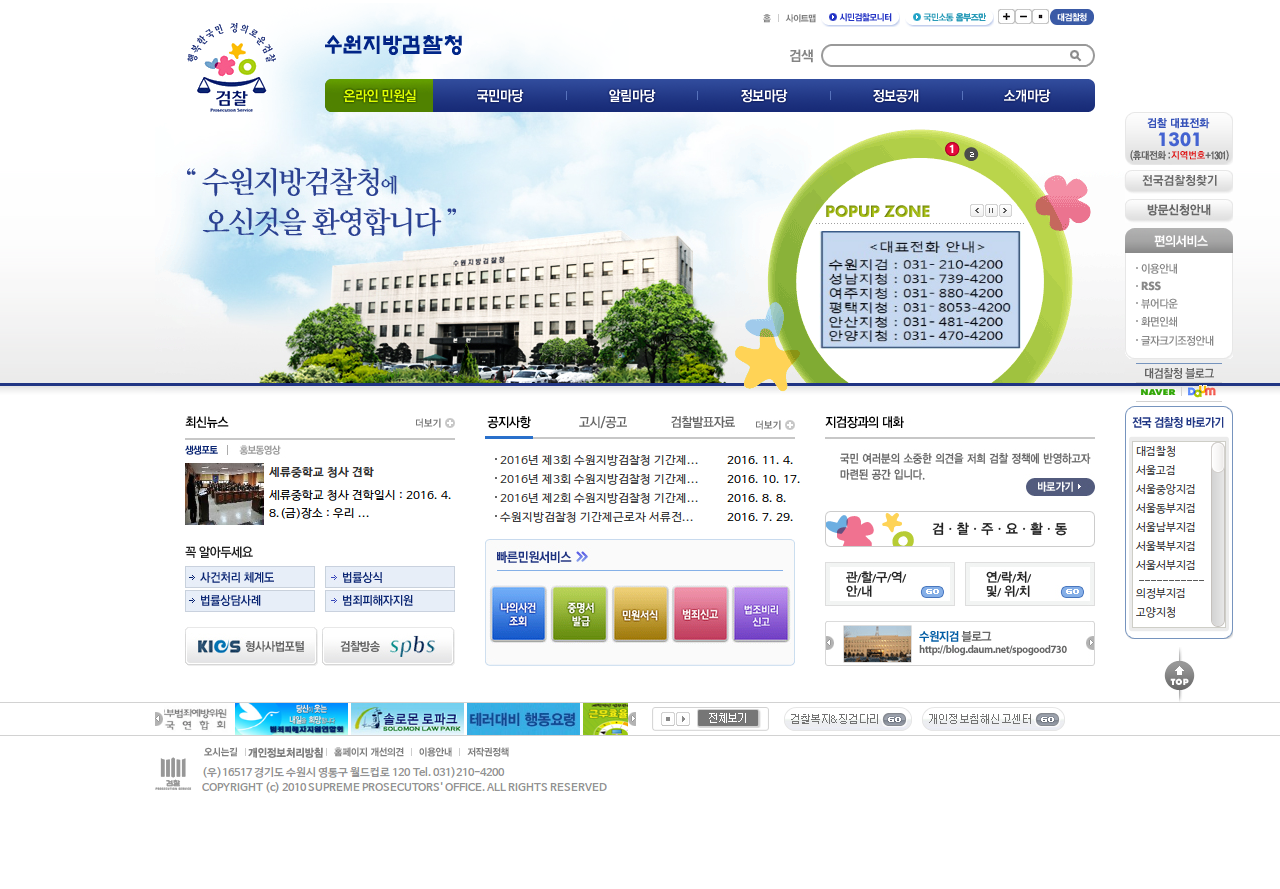 홈 사이트맵 시민검찰모니터 국민소통 옴부즈만 대검찰청
행복한국민 정의로운검찰
검찰
Prosecution Service
수원지방검찰청
검색
온라인 민원실 국민마당 알림마당 정보마당 정보공개 소개마당
“ 수원지방검찰청에
오신것을 환영합니다 ”
수원지방검찰청
1 2
POPUP ZONE
<대표전화 안내>
수원지검 : 031- 210-4200
성남지청 : 031- 739-4200
여주지청 : 031- 880-4200
평택지청 : 031- 8053-4200
안산지청 : 031- 481-4200
안양지청 : 031- 470-4200
검찰 대표전화
1301
(휴대전화 :지역번호+1301)
전국검찰청찾기
방문신청안내
편의서비스
· 이용안내
· RSS
· 뷰어다운
· 화면인쇄
· 글자크기조정안내
대검찰청 블로그
NAVER Daum
전국 검찰청 바로가기
대검찰청
서울고검
서울중앙지검
서울동부지검
서울남부지검
서울북부지검
서울서부지검
------------
의정부지검
고양지청
TOP
최신뉴스 더보기
생생포토 홍보동영상
세류중학교 청사 견학
세류중학교 청사 견학일시 : 2016. 4.
8.(금)장소 : 우리 ...
꼭 알아두세요
사건처리 체계도 법률상식
법률상담사례 범죄피해자지원
KICS 형사사법포털 검찰방송 spbs
공지사항 고시/공고 검찰발표자료 더보기
· 2016년 제3회 수원지방검찰청 기간제... 2016. 11. 4.
· 2016년 제3회 수원지방검찰청 기간제... 2016. 10. 17.
· 2016년 제2회 수원지방검찰청 기간제... 2016. 8. 8.
· 수원지방검찰청 기간제근로자 서류전... 2016. 7. 29.
빠른민원서비스
나의사건 조회
증명서 발급
민원서식
범죄신고
법조비리 신고
지검장과의 대화
국민 여러분의 소중한 의견을 저희 검찰 정책에 반영하고자
마련된 공간 입니다.
바로가기
검·찰·주·요·활·동
관/할/구/역/
안/내 GO
연/락/처/
및/ 위/치 GO
수원지검 블로그
http://blog.daum.net/spogood730
부범죄예방위원
국 연 합 회
당신이 웃는
내일을 희망합니다
범죄피해자지원연합회
솔로몬 로파크
SOLOMON LAW PARK
테러대비 행동요령
전체보기
검찰복지&징검다리 GO
개인정보침해신고센터 GO
오시는길 개인정보처리방침 홈페이지 개선의견 이용안내 저작권정책
검찰
PROSECUTION SERVICE
(우)16517 경기도 수원시 영통구 월드컵로 120 Tel. 031)210-4200
COPYRIGHT (c) 2010 SUPREME PROSECUTORS' OFFICE. ALL RIGHTS RESERVED